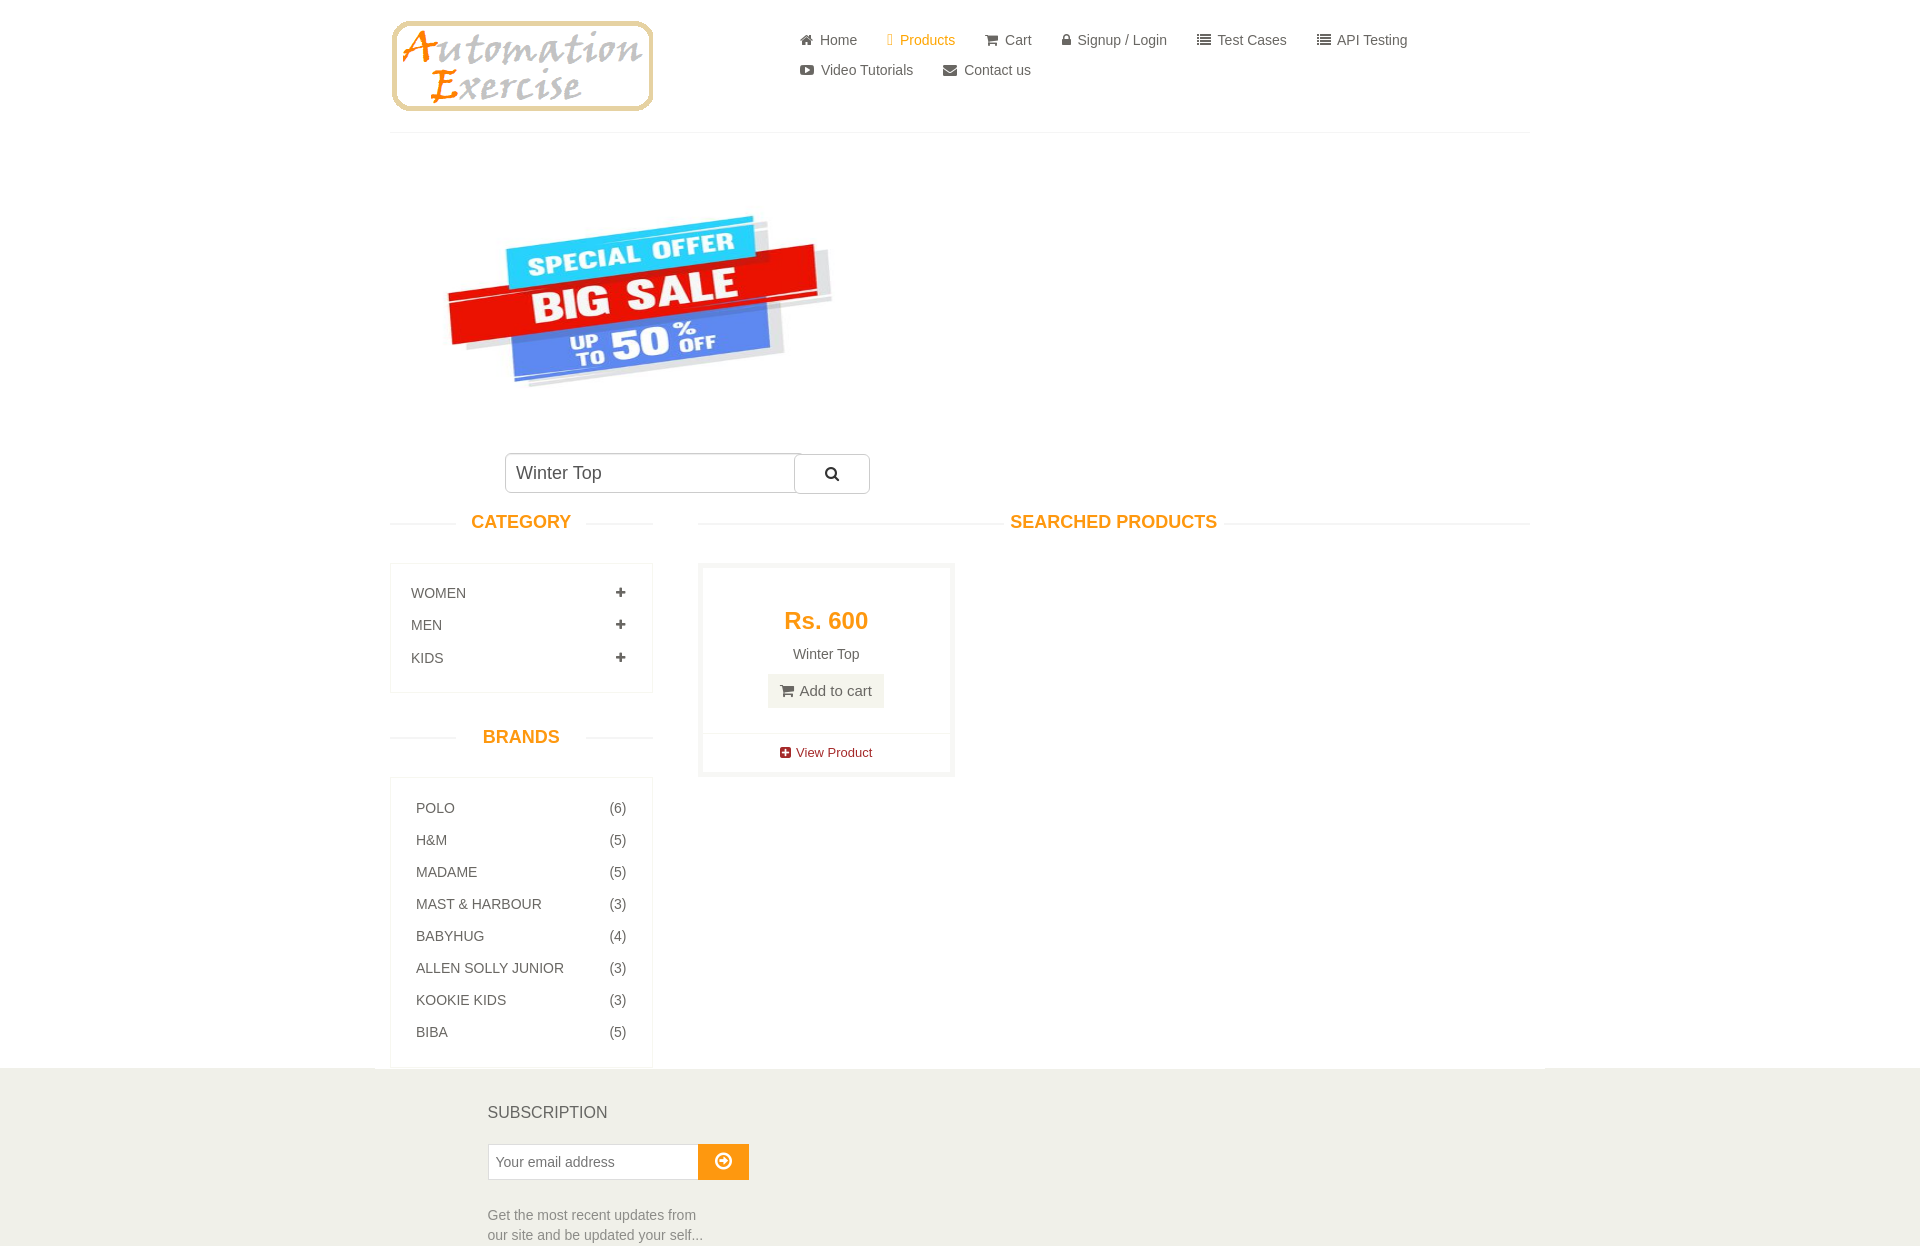 Automation
Exercise
Home
Products
Cart
Signup / Login
Test Cases
API Testing
Video Tutorials
Contact us
SPECIAL OFFER
BIG SALE
UP TO 50% OFF
Winter Top
CATEGORY
WOMEN
MEN
KIDS
BRANDS
POLO (6)
H&M (5)
MADAME (5)
MAST & HARBOUR (3)
BABYHUG (4)
ALLEN SOLLY JUNIOR (3)
KOOKIE KIDS (3)
BIBA (5)
SEARCHED PRODUCTS
Rs. 600
Winter Top
Add to cart
View Product
SUBSCRIPTION
Your email address
Get the most recent updates from
our site and be updated your self...